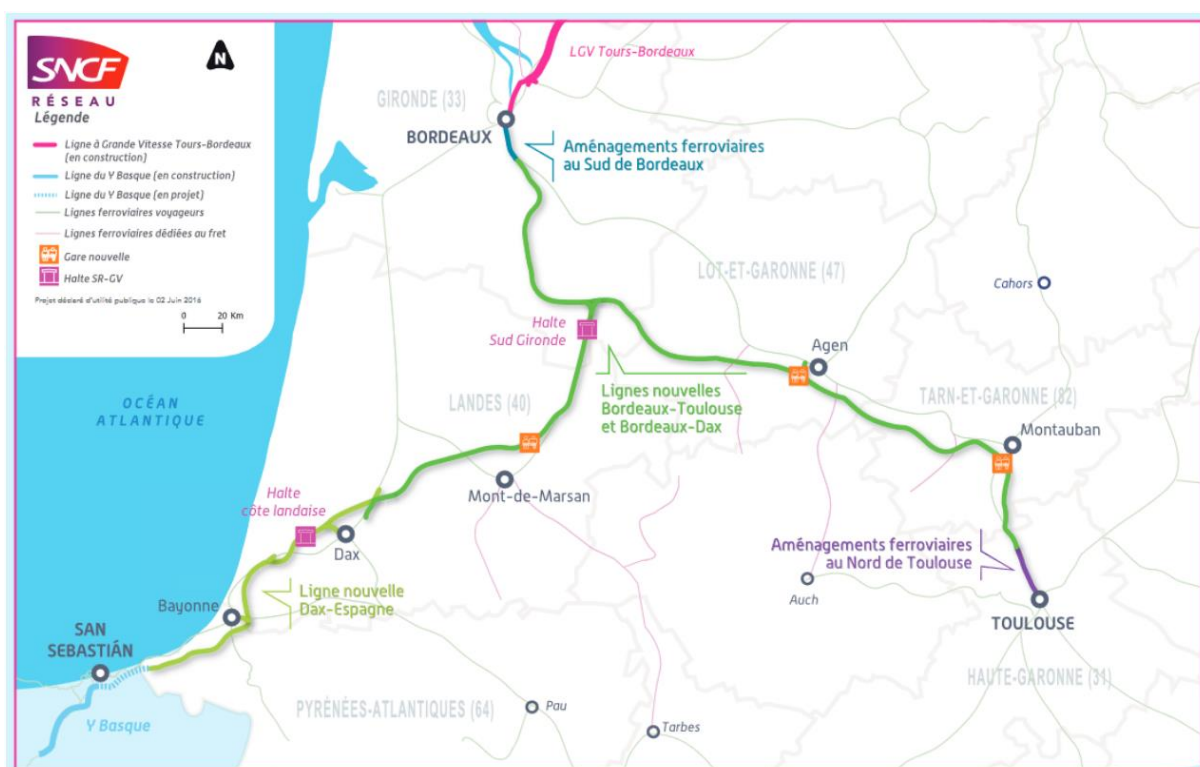 SNCF
RÉSEAU
Légende
Ligne à Grande Vitesse Tours-Bordeaux
(en construction)
Ligne du Y Basque (en construction)
Ligne du Y Basque (en projet)
Lignes ferroviaires voyageurs
Lignes ferroviaires dédiées au fret
Gare nouvelle
Halte SR-GV
Projet déclaré d'utilité publique le 02 Juin 2016
0 20 Km
N
LGV Tours-Bordeaux
GIRONDE (33)
BORDEAUX
Aménagements ferroviaires
au Sud de Bordeaux
LOT-ET-GARONNE (47)
Cahors
Halte
Sud Gironde
Agen
Lignes nouvelles
Bordeaux-Toulouse
et Bordeaux-Dax
TARN-ET-GARONNE (82)
OCÉAN
ATLANTIQUE
LANDES (40)
Montauban
Mont-de-Marsan
Halte
côte landaise
Dax
Aménagements ferroviaires
au Nord de Toulouse
Auch
Ligne nouvelle
Dax-Espagne
Bayonne
TOULOUSE
SAN
SEBASTIÁN
HAUTE-GARONNE (31)
PYRÉNÉES-ATLANTIQUES (64)
Pau
Tarbes
Y Basque